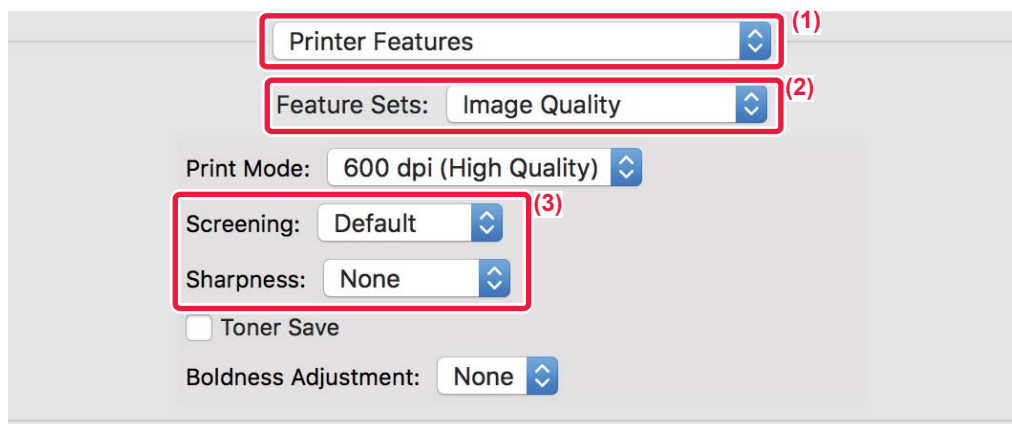 Printer Features (1)
Feature Sets: Image Quality (2)
Print Mode: 600 dpi (High Quality)
(3)
Screening: Default
Sharpness: None
Toner Save
Boldness Adjustment: None